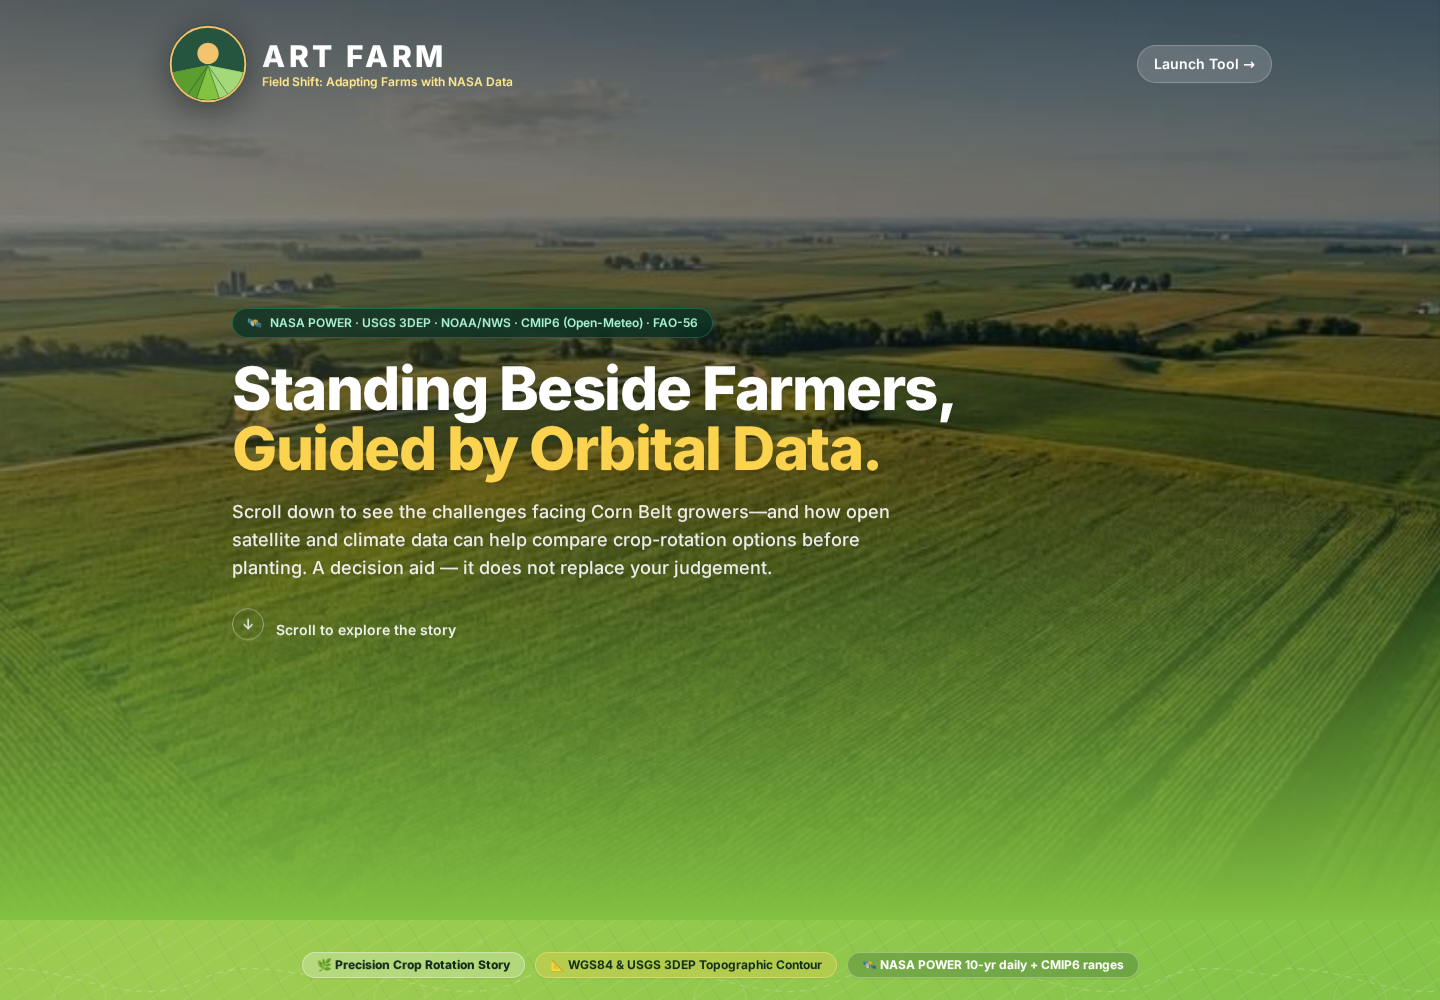 ART FARM
Field Shift: Adapting Farms with NASA Data
Launch Tool →
NASA POWER · USGS 3DEP · NOAA/NWS · CMIP6 (Open-Meteo) · FAO-56
Standing Beside Farmers,
Guided by Orbital Data.
Scroll down to see the challenges facing Corn Belt growers—and how open
satellite and climate data can help compare crop-rotation options before
planting. A decision aid — it does not replace your judgement.
↓ Scroll to explore the story
🌿 Precision Crop Rotation Story
📐 WGS84 & USGS 3DEP Topographic Contour
🛰️ NASA POWER 10-yr daily + CMIP6 ranges